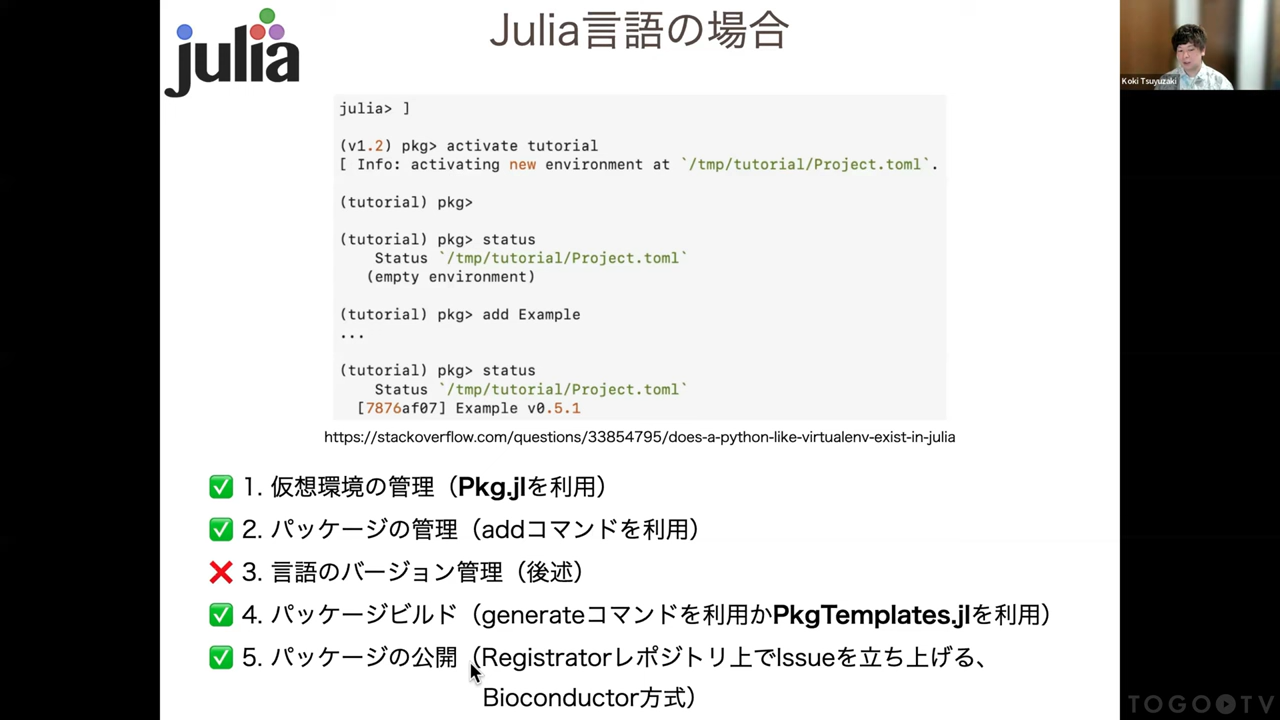 julia
Julia言語の場合
Koki Tsuyuzaki
julia> ]
(v1.2) pkg> activate tutorial
[ Info: activating new environment at `/tmp/tutorial/Project.toml`.
(tutorial) pkg>
(tutorial) pkg> status
Status `/tmp/tutorial/Project.toml`
(empty environment)
(tutorial) pkg> add Example
...
(tutorial) pkg> status
Status `/tmp/tutorial/Project.toml`
[7876af07] Example v0.5.1
https://stackoverflow.com/questions/33854795/does-a-python-like-virtualenv-exist-in-julia
✅ 1. 仮想環境の管理（Pkg.jlを利用）
✅ 2. パッケージの管理（addコマンドを利用）
❌ 3. 言語のバージョン管理（後述）
✅ 4. パッケージビルド（generateコマンドを利用かPkgTemplates.jlを利用）
✅ 5. パッケージの公開（Registratorレポジトリ上でIssueを立ち上げる、
Bioconductor方式）
TOGOTV